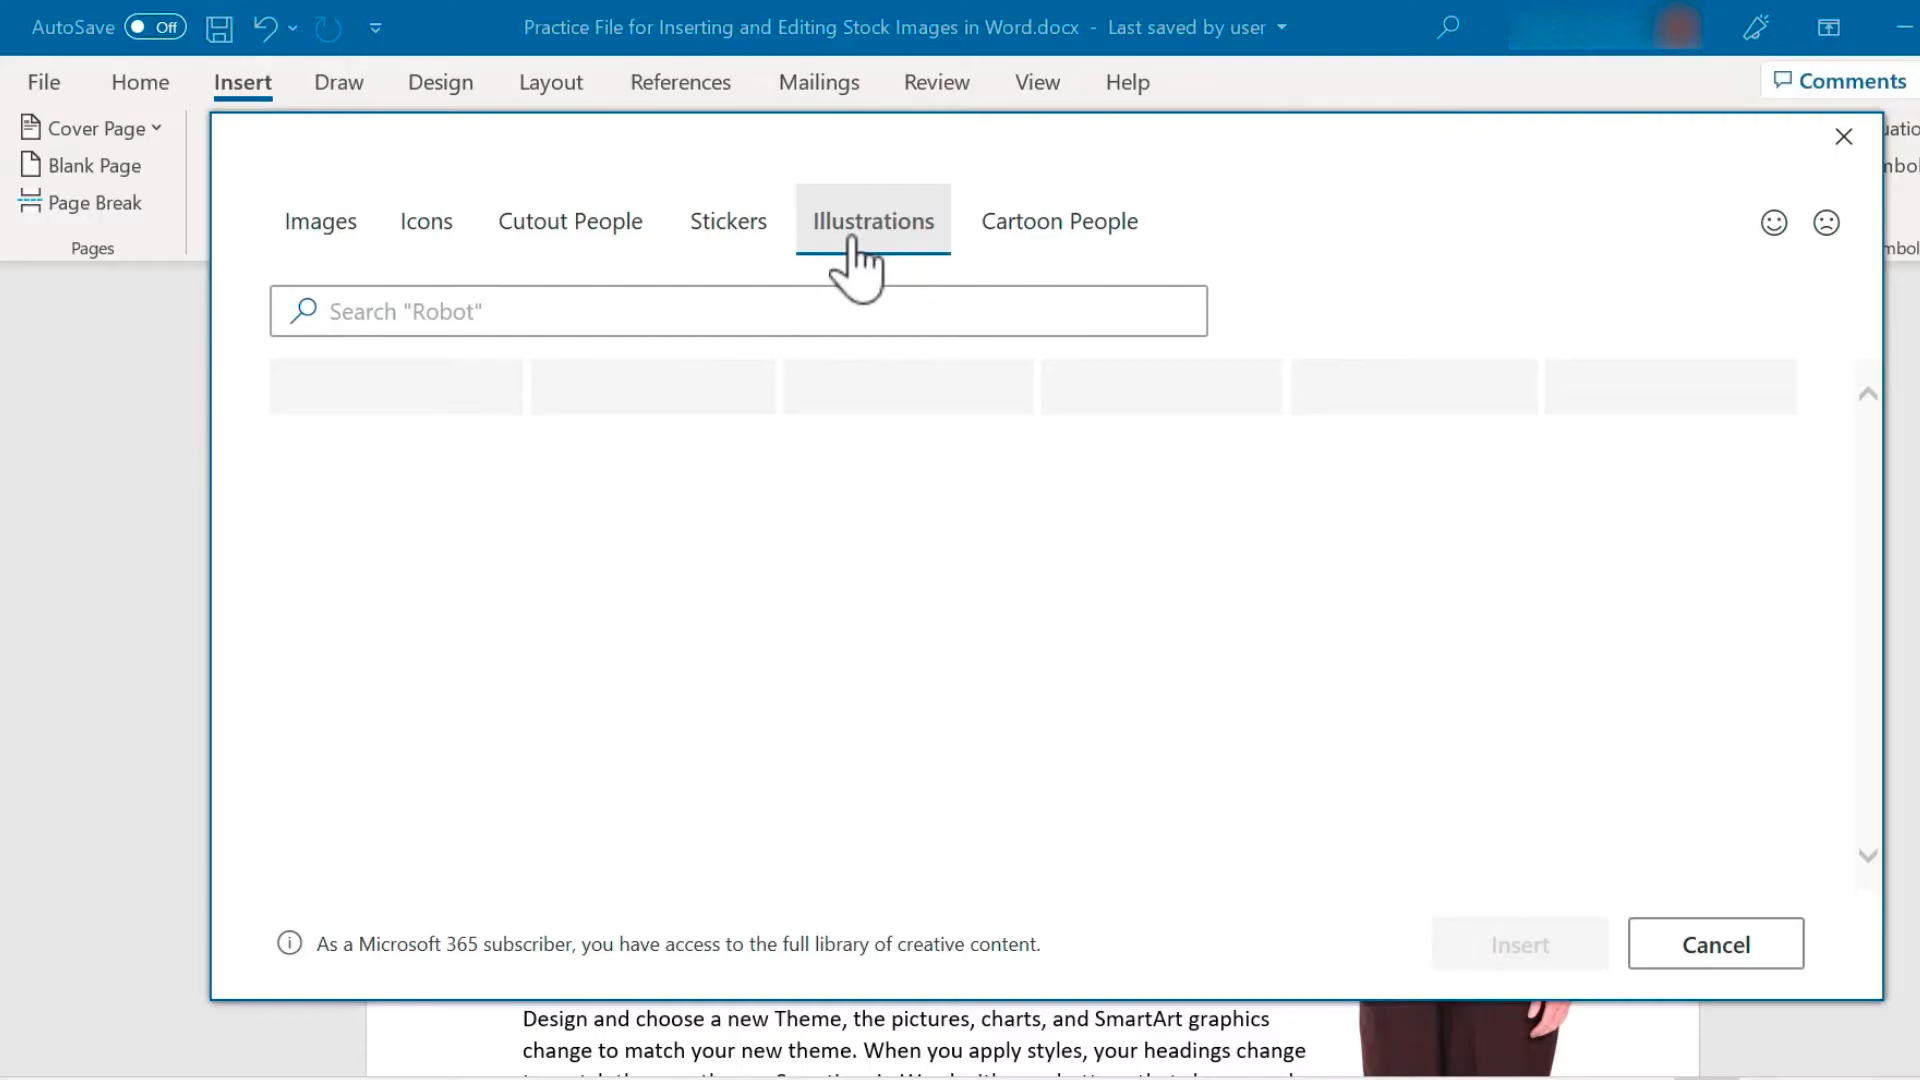 AutoSave Off Practice File for Inserting and Editing Stock Images in Word.docx - Last saved by user
File Home Insert Draw Design Layout References Mailings Review View Help Comments
Cover Page
Blank Page
Page Break
Pages
Images Icons Cutout People Stickers Illustrations Cartoon People
Search "Robot"
As a Microsoft 365 subscriber, you have access to the full library of creative content.
Insert Cancel
Design and choose a new Theme, the pictures, charts, and SmartArt graphics
change to match your new theme. When you apply styles, your headings change